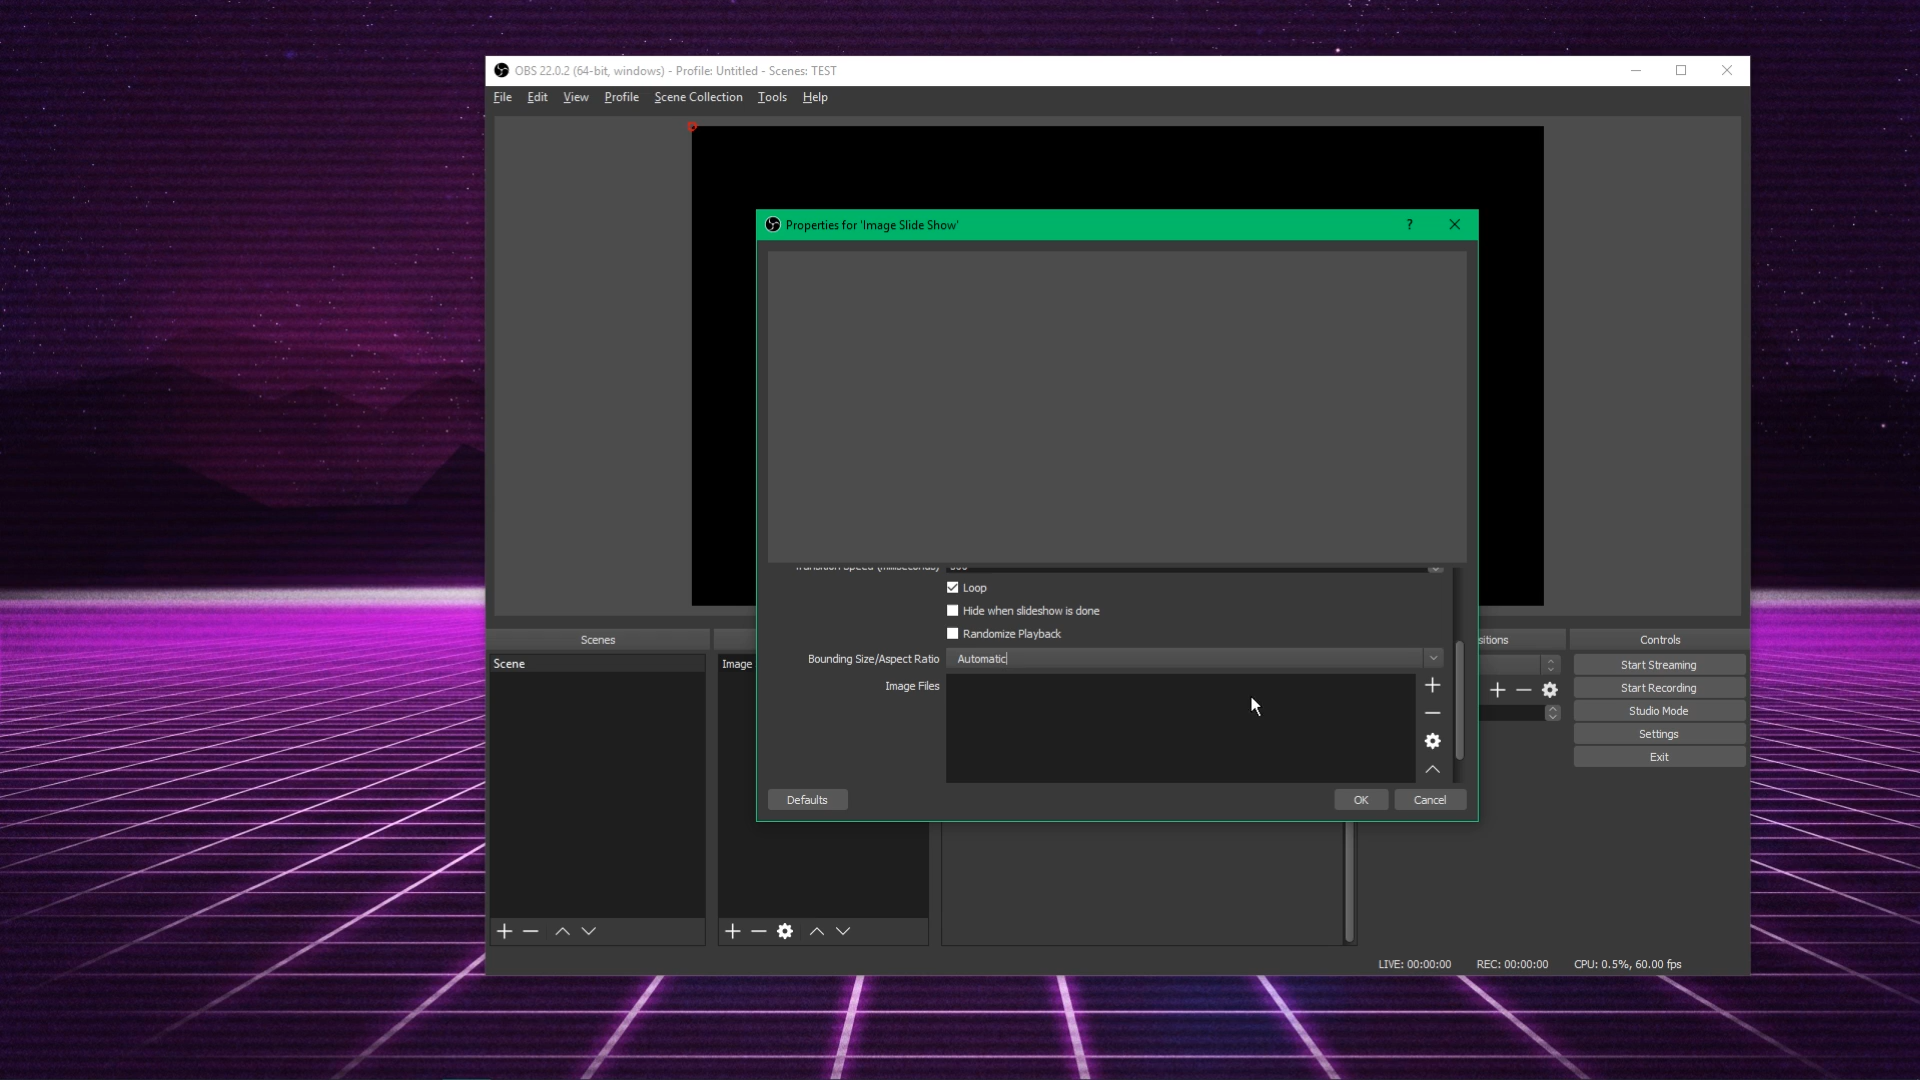 OBS 22.0.2 (64-bit, windows) - Profile: Untitled - Scenes: TEST
File Edit View Profile Scene Collection Tools Help
Properties for 'Image Slide Show'
?
Transition Speed (milliseconds)
Loop
Hide when slideshow is done
Randomize Playback
Bounding Size/Aspect Ratio Automatic
Image Files
Defaults
OK
Cancel
Scenes
Scene
Image
sitions
Controls
Start Streaming
Start Recording
Studio Mode
Settings
Exit
LIVE: 00:00:00 REC: 00:00:00 CPU: 0.5%, 60.00 fps